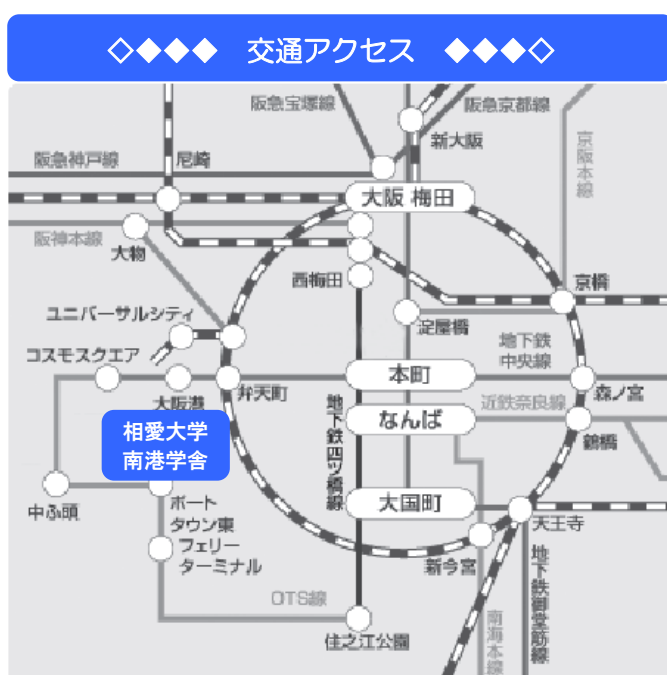 ◇◆◆◆◆ 交通アクセス ◆◆◆◆◇
阪急宝塚線
阪急京都線
新大阪
京阪本線
阪急神戸線
尼崎
大阪 梅田
阪神本線
大物
西梅田
京橋
ユニバーサルシティ
淀屋橋
地下鉄
中央線
コスモスクエア
本町
大阪港
弁天町
森ノ宮
近鉄奈良線
なんば
鶴橋
相愛大学
南港学舎
地下鉄四ツ橋線
中ふ頭
ポート
タウン東
大国町
天王寺
フェリー
ターミナル
新今宮
地下鉄御堂筋線
OTS線
南海本線
住之江公園